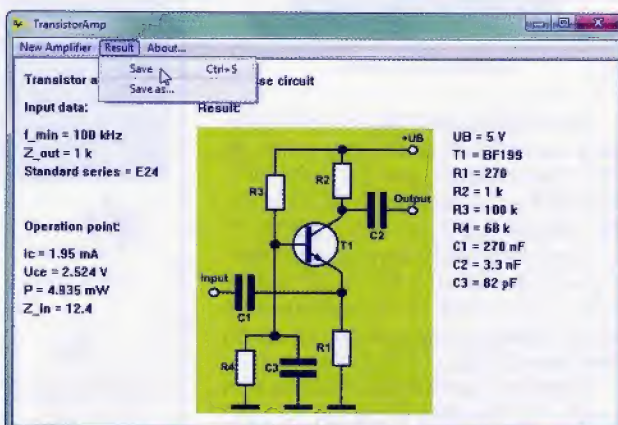 TransistorAmp
New Amplifier Result About...
Save Ctrl+S
Save as...
Transistor a se circuit
Input data:
f_min = 100 kHz
Z_out = 1 k
Standard series = E24
Operation point:
Ic = 1.95 mA
Uce = 2.524 V
P = 4.935 mW
Z_in = 12.4
Result:
+UB
R3
R2
Output
C2
T1
Input
C1
R4
C3
R1
UB = 5 V
T1 = BF199
R1 = 270
R2 = 1 k
R3 = 100 k
R4 = 68 k
C1 = 270 nF
C2 = 3.3 nF
C3 = 82 pF